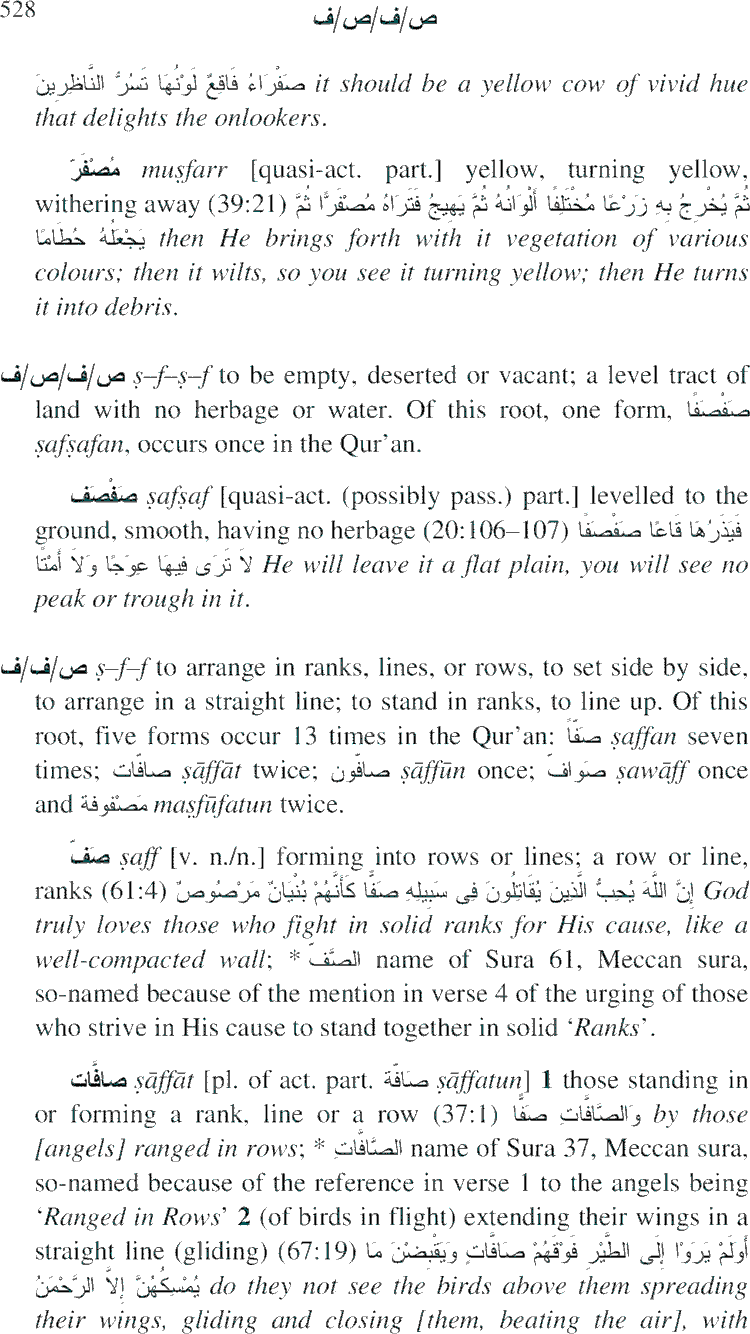 528 ص/ف/ص/ف
صَفْرَاءُ فَاقِعٌ لَوْنُهَا تَسُرُّ النَّاظِرِينَ it should be a yellow cow of vivid hue
that delights the onlookers.
مُصْفَرّ muṣfarr [quasi-act. part.] yellow, turning yellow,
withering away (39:21) ثُمَّ يُخْرِجُ بِهِ زَرْعًا مُخْتَلِفًا أَلْوَانُهُ ثُمَّ يَهِيجُ فَتَرَاهُ مُصْفَرًّا ثُمَّ
يَجْعَلُهُ حُطَامًا then He brings forth with it vegetation of various
colours; then it wilts, so you see it turning yellow; then He turns
it into debris.
ص/ف/ص/ف ṣ–f–ṣ–f to be empty, deserted or vacant; a level tract of
land with no herbage or water. Of this root, one form, صَفْصَفًا
ṣafṣafan, occurs once in the Qur’an.
صَفْصَف ṣafṣaf [quasi-act. (possibly pass.) part.] levelled to the
ground, smooth, having no herbage (20:106–107) فَيَذَرُهَا قَاعًا صَفْصَفًا
لاَ تَرَى فِيهَا عِوَجًا وَلاَ أَمْتًا He will leave it a flat plain, you will see no
peak or trough in it.
ص/ف/ف ṣ–f–f to arrange in ranks, lines, or rows, to set side by side,
to arrange in a straight line; to stand in ranks, to line up. Of this
root, five forms occur 13 times in the Qur’an: صَفًّا ṣaffan seven
times; صافّات ṣāffāt twice; صافّون ṣāffūn once; صَوَافّ ṣawāff once
and مَصْفوفة maṣfūfatun twice.
صَفّ ṣaff [v. n./n.] forming into rows or lines; a row or line,
ranks (61:4) إِنَّ اللَّهَ يُحِبُّ الَّذِينَ يُقَاتِلُونَ فِى سَبِيلِهِ صَفًّا كَأَنَّهُمْ بُنْيَانٌ مَرْصُوصٌ God
truly loves those who fight in solid ranks for His cause, like a
well-compacted wall; * الصَّفّ name of Sura 61, Meccan sura,
so-named because of the mention in verse 4 of the urging of those
who strive in His cause to stand together in solid ‘Ranks’.
صافَّات ṣāffāt [pl. of act. part. صَافّة ṣāffatun] 1 those standing in
or forming a rank, line or a row (37:1) وَالصَّافَّاتِ صَفًّا by those
[angels] ranged in rows; * الصَّافَّاتِ name of Sura 37, Meccan sura,
so-named because of the reference in verse 1 to the angels being
‘Ranged in Rows’ 2 (of birds in flight) extending their wings in a
straight line (gliding) (67:19) أَوَلَمْ يَرَوْا إِلَى الطَّيْرِ فَوْقَهُمْ صَافَّاتٍ وَيَقْبِضْنَ مَا
يُمْسِكُهُنَّ إِلاَّ الرَّحْمَنُ do they not see the birds above them spreading
their wings, gliding and closing [them, beating the air], with